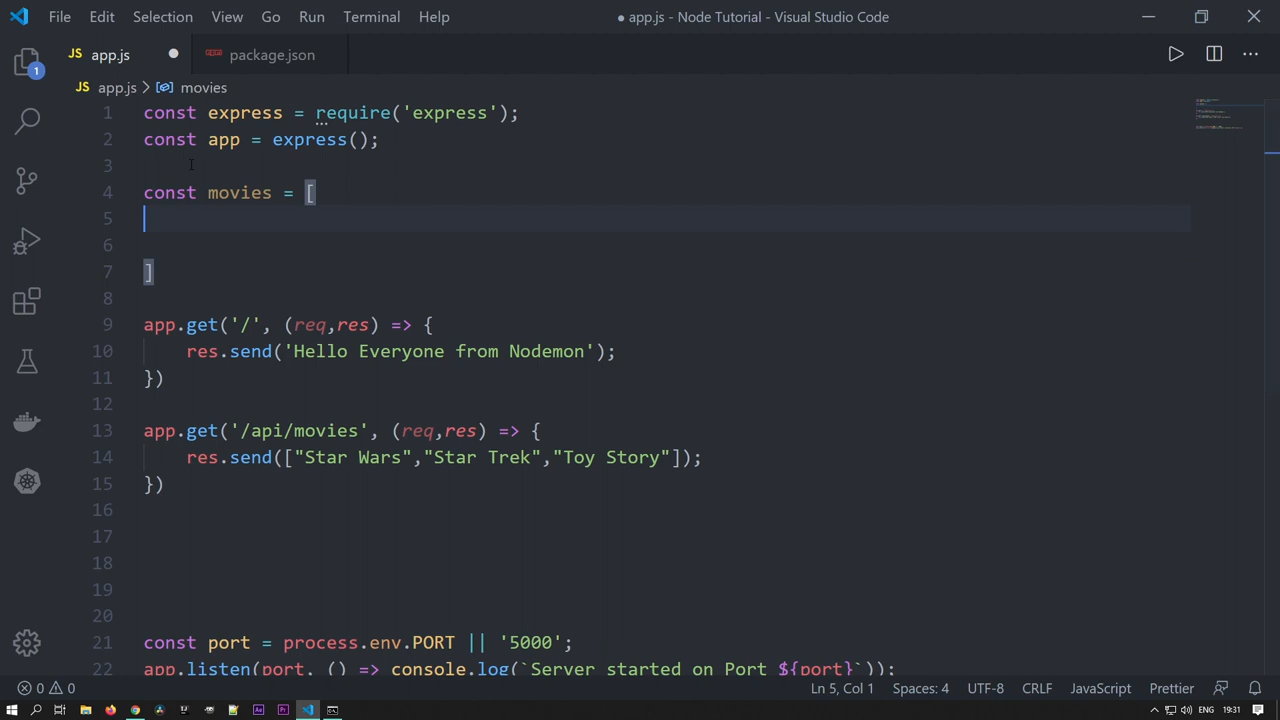 File Edit Selection View Go Run Terminal Help ● app.js - Node Tutorial - Visual Studio Code
1
JS app.js package.json
JS app.js > movies
1 const express = require('express');
2 const app = express();
3
4 const movies = [
5
6
7 ]
8
9 app.get('/', (req,res) => {
10 res.send('Hello Everyone from Nodemon');
11 })
12
13 app.get('/api/movies', (req,res) => {
14 res.send(["Star Wars","Star Trek","Toy Story"]);
15 })
16
17
18
19
20
21 const port = process.env.PORT || '5000';
22 app.listen(port, () => console.log(`Server started on Port ${port}`));
0 0 Ln 5, Col 1 Spaces: 4 UTF-8 CRLF JavaScript Prettier
ENG 19:31